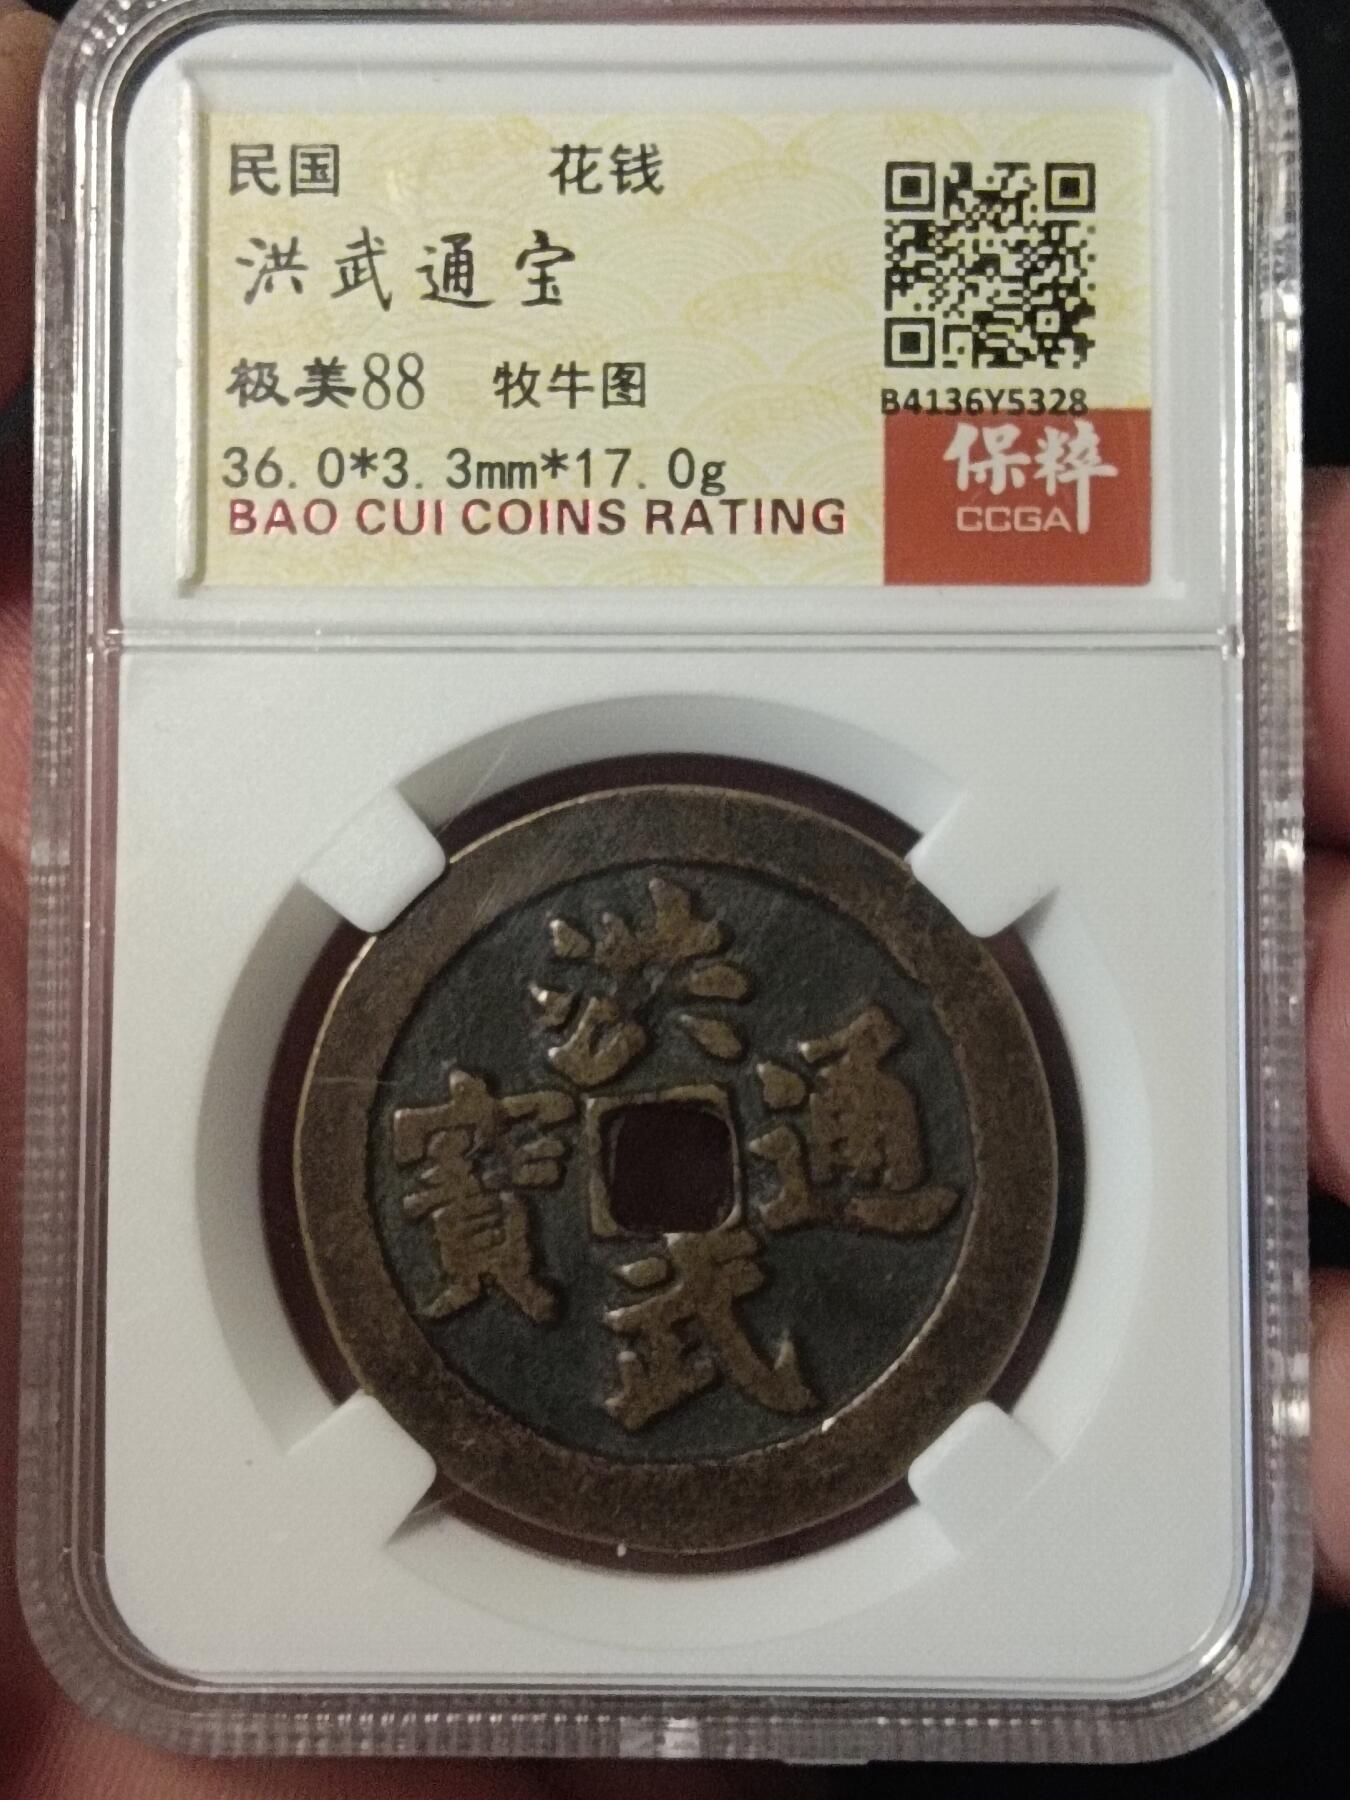 民国 花钱
洪武通宝
极美88 牧牛图
36.0*3.3mm*17.0g
BAO CUI COINS RATING
B4136Y5328
保粹
CCGA
洪
寶 通
武